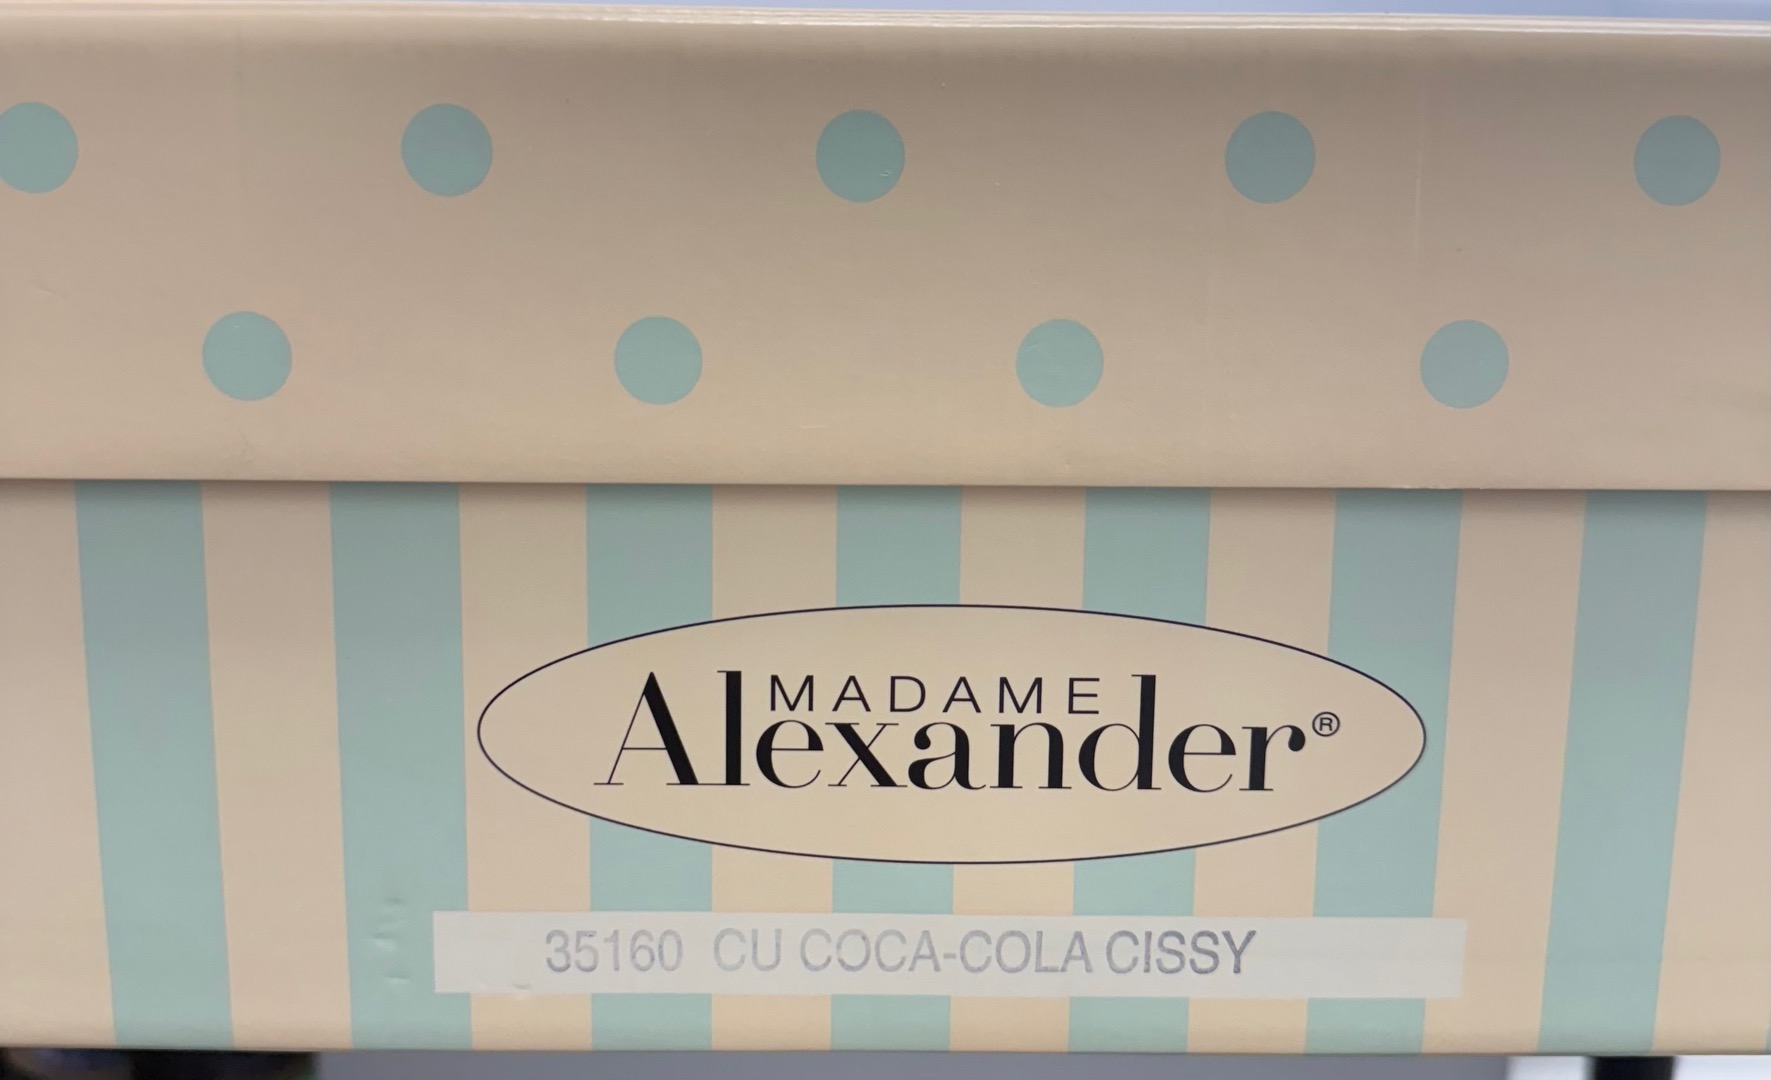 MADAME
Alexander®
35160 CU COCA-COLA CISSY